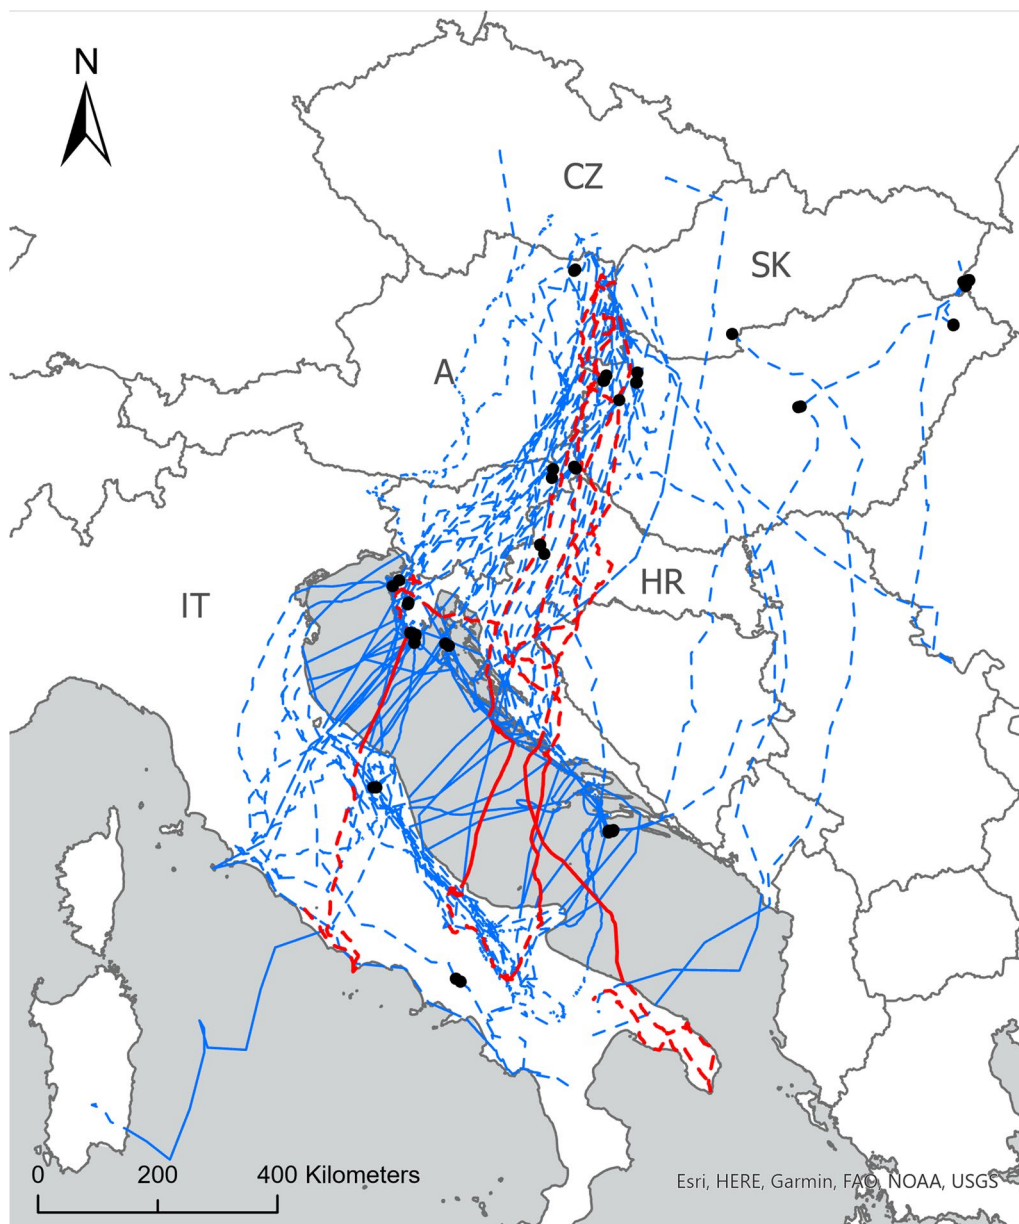 N
CZ
SK
A
HR
IT
0 200 400 Kilometers
Esri, HERE, Garmin, FAO, NOAA, USGS